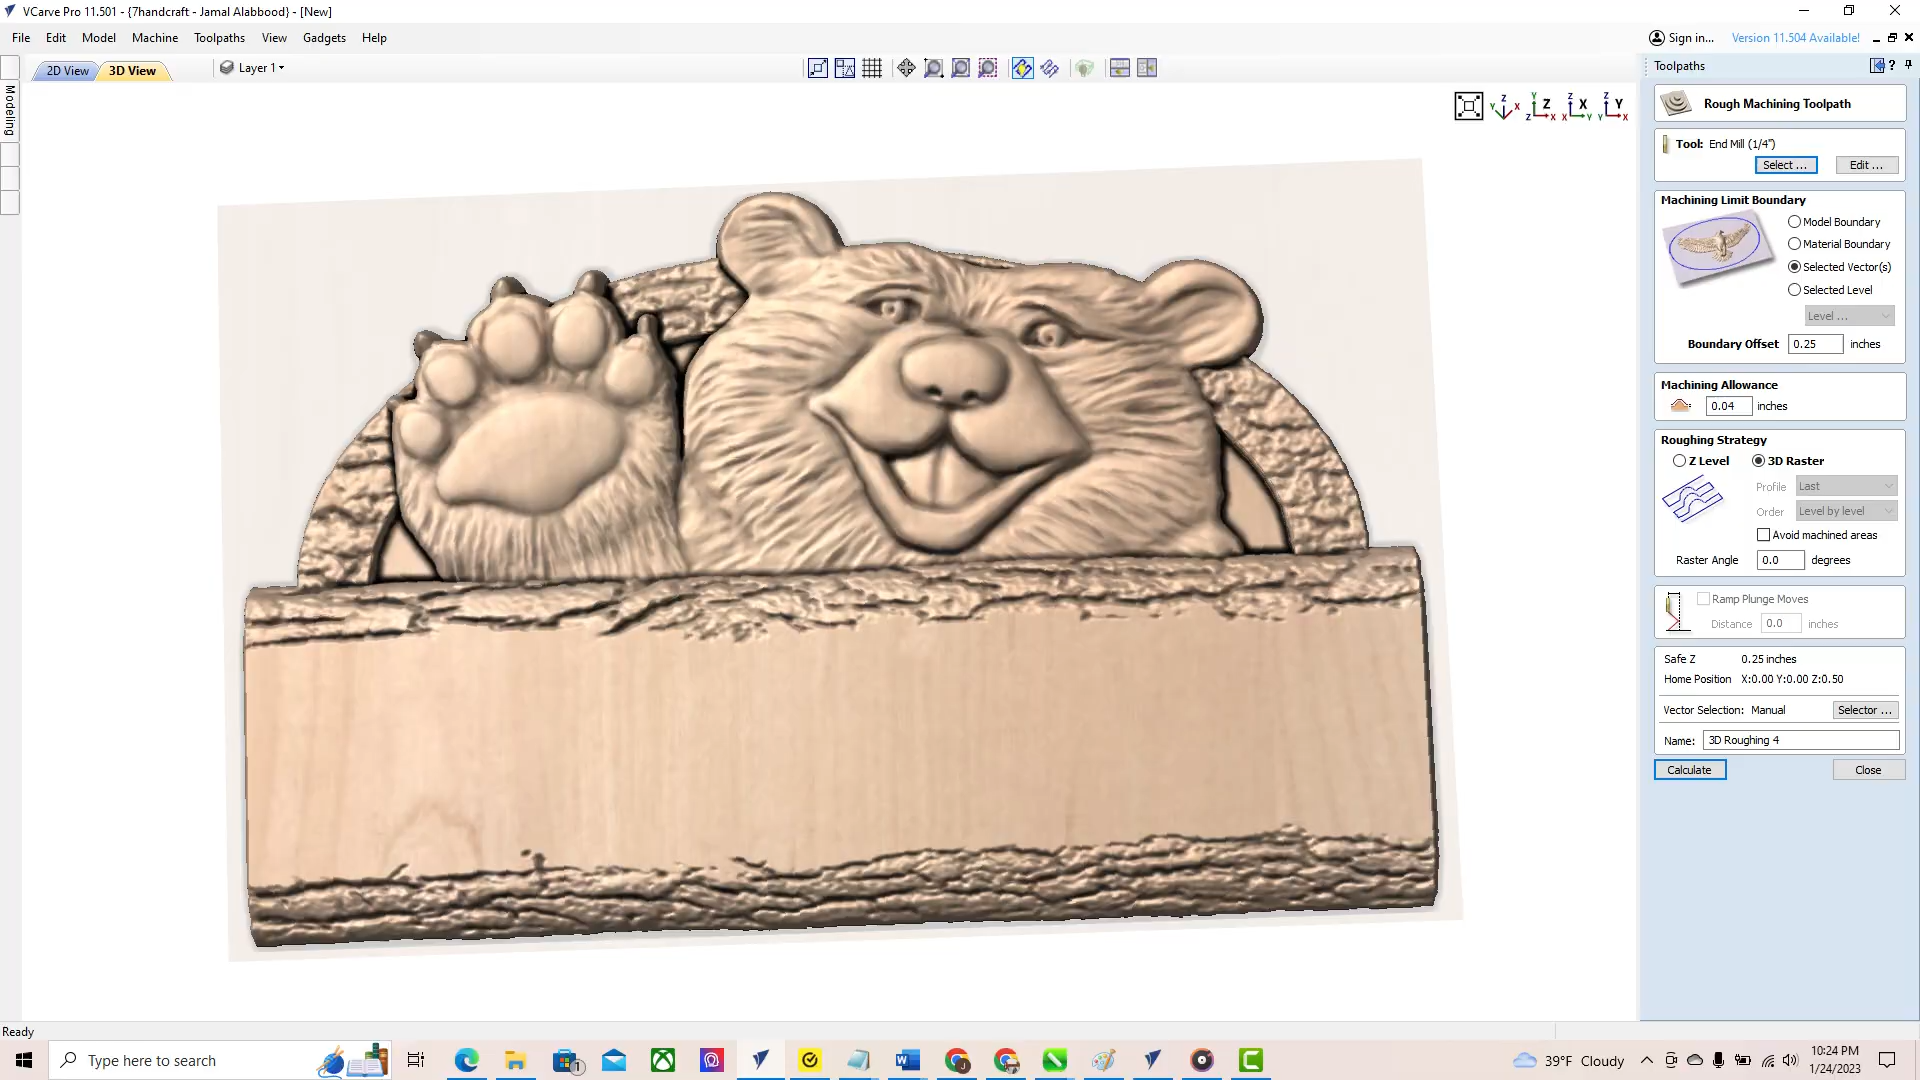 VCarve Pro 11.501 - {7handcraft - Jamal Alabbood} - [New]
File Edit Model Machine Toolpaths View Gadgets Help
Sign in... Version 11.504 Available!
2D View 3D View Layer 1
Toolpaths
Modeling
Rough Machining Toolpath
Tool: End Mill (1/4")
Select ... Edit ...
Machining Limit Boundary
Model Boundary
Material Boundary
Selected Vector(s)
Selected Level
Level ...
Boundary Offset 0.25 inches
Machining Allowance
0.04 inches
Roughing Strategy
Z Level 3D Raster
Profile Last
Order Level by level
Avoid machined areas
Raster Angle 0.0 degrees
Ramp Plunge Moves
Distance 0.0 inches
Safe Z 0.25 inches
Home Position X:0.00 Y:0.00 Z:0.50
Vector Selection: Manual Selector ...
Name: 3D Roughing 4
Calculate Close
Ready
Type here to search
39°F Cloudy
10:24 PM
1/24/2023